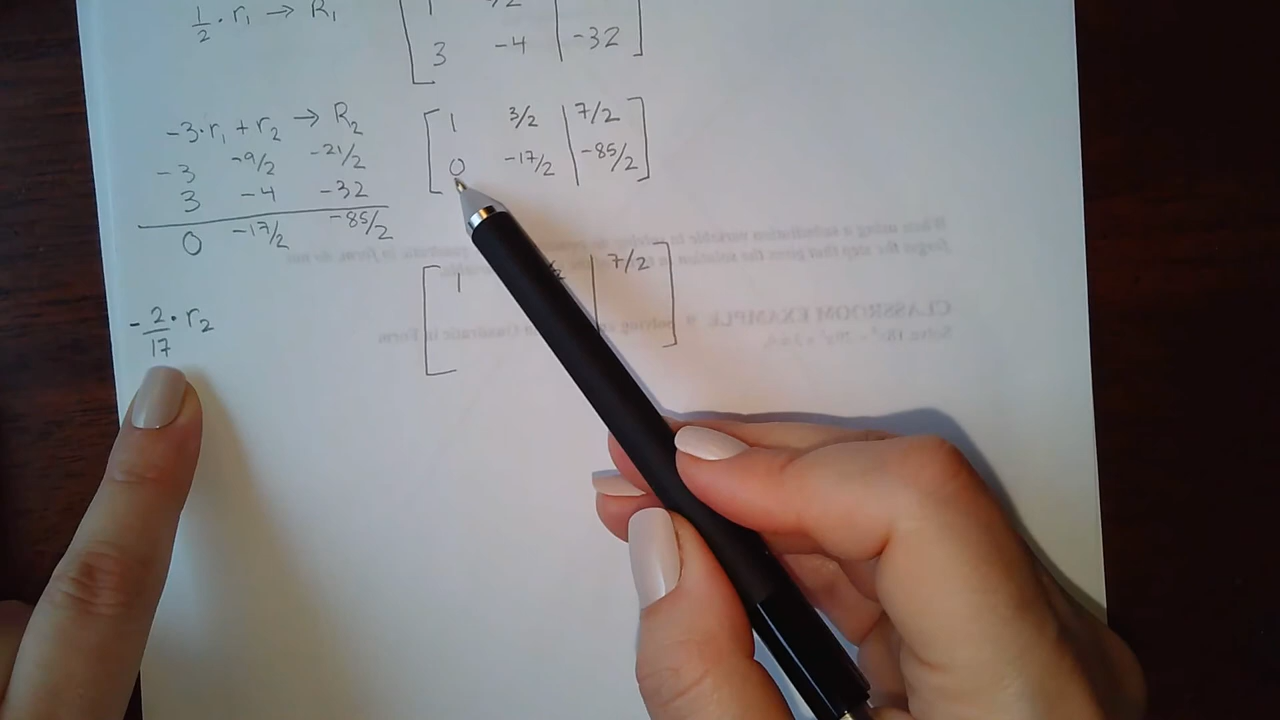 1/2 · r₁ → R₁
3 -4 | -32
-3·r₁ + r₂ → R₂
-3 -9/2 -21/2
3 -4 -32
0 -17/2 -85/2
1 3/2 | 7/2
0 -17/2 | -85/2
-2/17 · r₂
1 | 7/2
CLASSROOM EXAMPLE